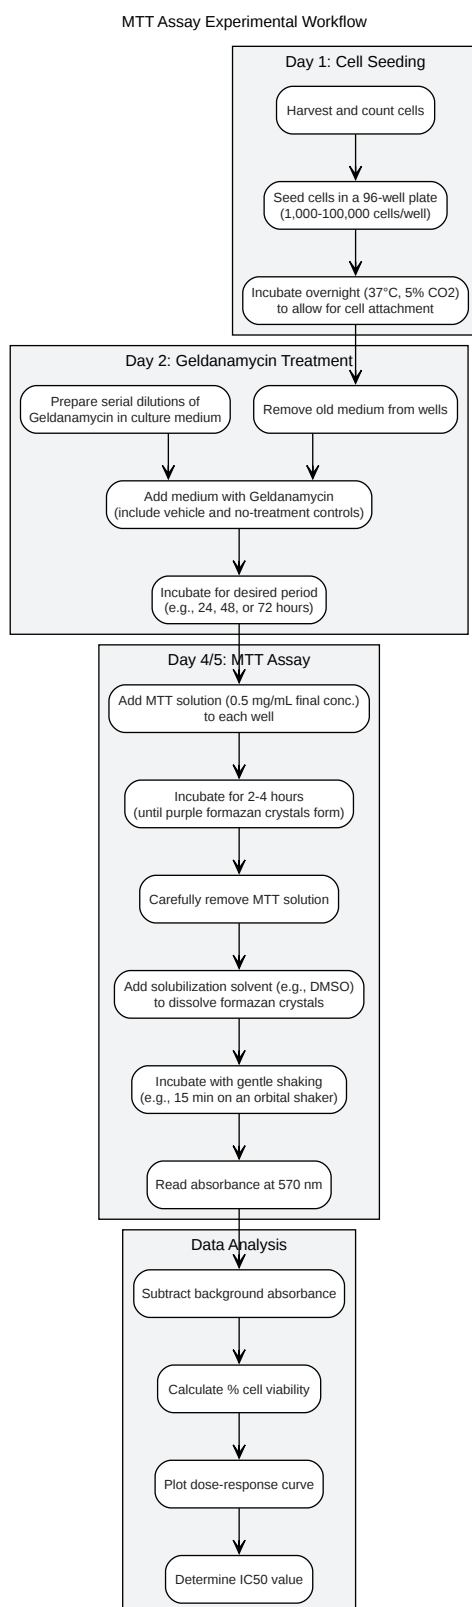 MTT Assay Experimental Workflow
Day 1: Cell Seeding
Harvest and count cells
Seed cells in a 96-well plate
(1,000-100,000 cells/well)
Incubate overnight (37°C, 5% CO2)
to allow for cell attachment
Day 2: Geldanamycin Treatment
Prepare serial dilutions of
Geldanamycin in culture medium
Remove old medium from wells
Add medium with Geldanamycin
(include vehicle and no-treatment controls)
Incubate for desired period
(e.g., 24, 48, or 72 hours)
Day 4/5: MTT Assay
Add MTT solution (0.5 mg/mL final conc.)
to each well
Incubate for 2-4 hours
(until purple formazan crystals form)
Carefully remove MTT solution
Add solubilization solvent (e.g., DMSO)
to dissolve formazan crystals
Incubate with gentle shaking
(e.g., 15 min on an orbital shaker)
Read absorbance at 570 nm
Data Analysis
Subtract background absorbance
Calculate % cell viability
Plot dose-response curve
Determine IC50 value